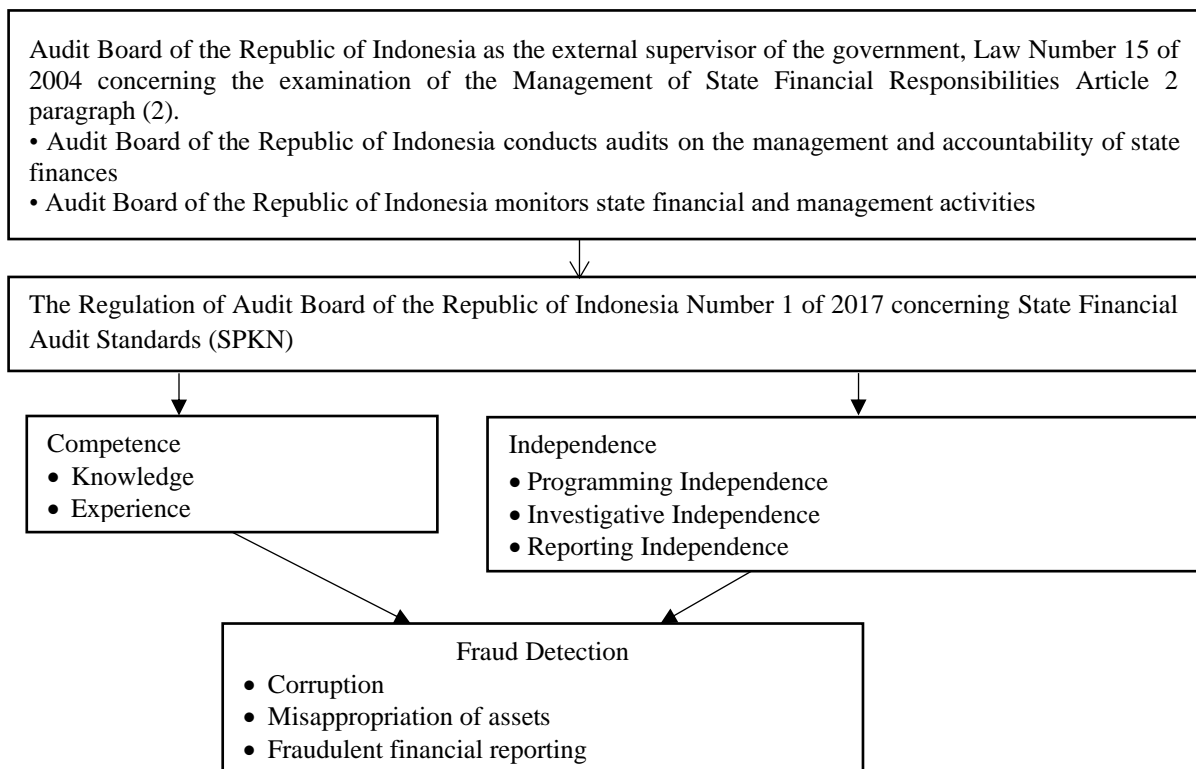 Audit Board of the Republic of Indonesia as the external supervisor of the government, Law Number 15 of
2004 concerning the examination of the Management of State Financial Responsibilities Article 2
paragraph (2).
• Audit Board of the Republic of Indonesia conducts audits on the management and accountability of state
finances
• Audit Board of the Republic of Indonesia monitors state financial and management activities
The Regulation of Audit Board of the Republic of Indonesia Number 1 of 2017 concerning State Financial
Audit Standards (SPKN)
Competence
• Knowledge
• Experience
Independence
• Programming Independence
• Investigative Independence
• Reporting Independence
Fraud Detection
• Corruption
• Misappropriation of assets
• Fraudulent financial reporting